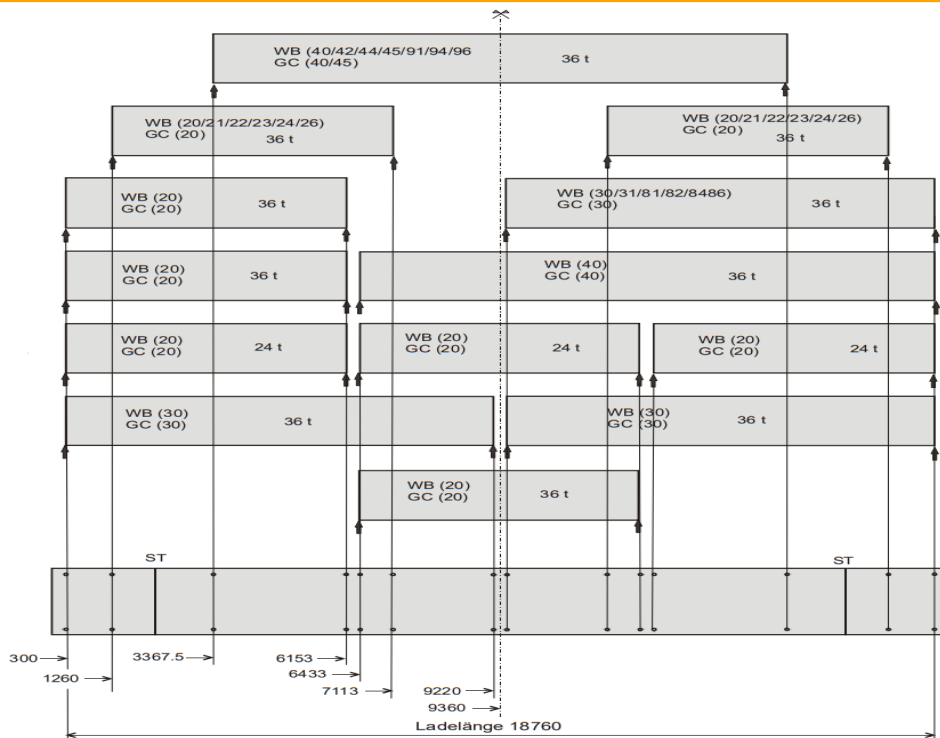 WB (40/42/44/45/91/94/96
GC (40/45)
36 t
WB (20/21/22/23/24/26)
GC (20)
36 t
WB (20/21/22/23/24/26)
GC (20)
36 t
WB (20)
GC (20)
36 t
WB (30/31/81/82/8486)
GC (30)
36 t
WB (20)
GC (20)
36 t
WB (40)
GC (40)
36 t
WB (20)
GC (20)
24 t
WB (20)
GC (20)
24 t
WB (20)
GC (20)
24 t
WB (30)
GC (30)
36 t
WB (30)
GC (30)
36 t
WB (20)
GC (20)
36 t
ST
ST
300
3367.5
6153
6433
1260
7113
9220
9360
Ladelänge 18760